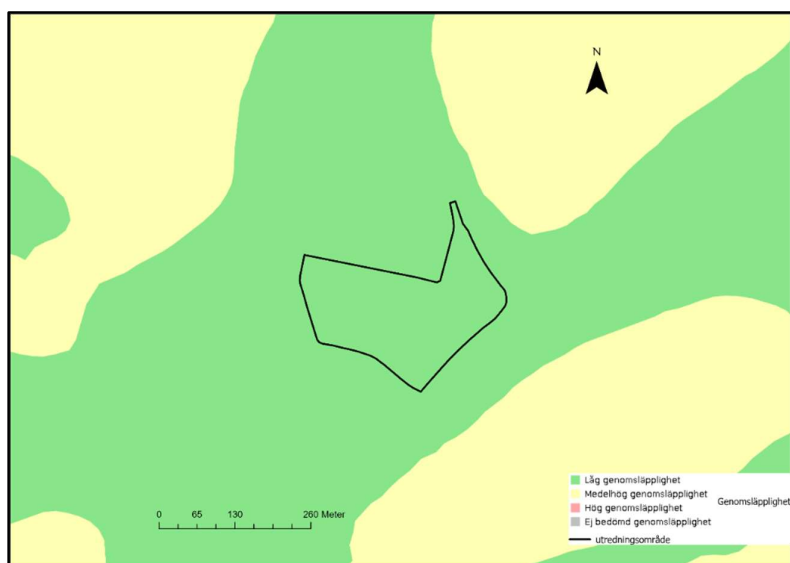 N
0 65 130 260 Meter
Låg genomsläpplighet
Medelhög genomsläpplighet
Genomsläpplighet
Hög genomsläpplighet
Ej bedömd genomsläpplighet
utredningsområde